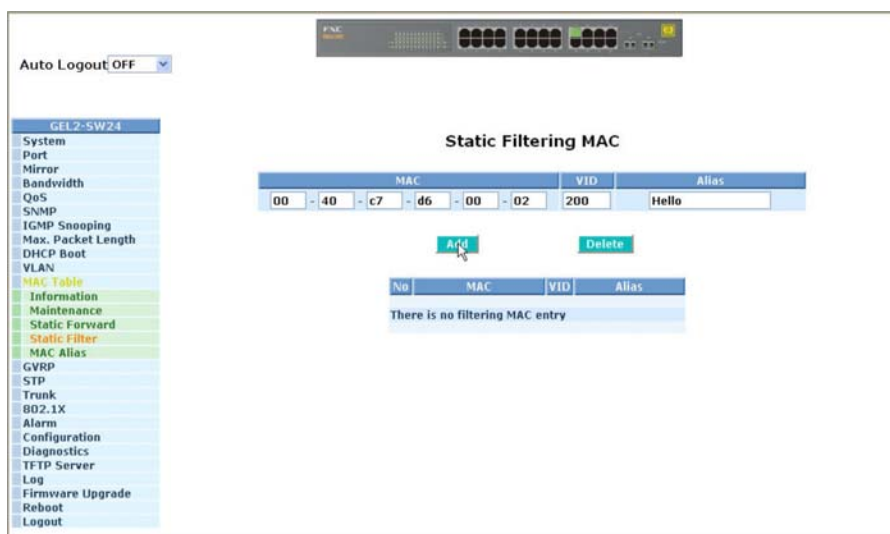 FXC
Auto Logout OFF
GEL2-SW24
System
Port
Mirror
Bandwidth
QoS
SNMP
IGMP Snooping
Max. Packet Length
DHCP Boot
VLAN
MAC Table
Information
Maintenance
Static Forward
Static Filter
MAC Alias
GVRP
STP
Trunk
802.1X
Alarm
Configuration
Diagnostics
TFTP Server
Log
Firmware Upgrade
Reboot
Logout
Static Filtering MAC
MAC VID Alias
00 - 40 - c7 - d6 - 00 - 02 200 Hello
Add Delete
No MAC VID Alias
There is no filtering MAC entry